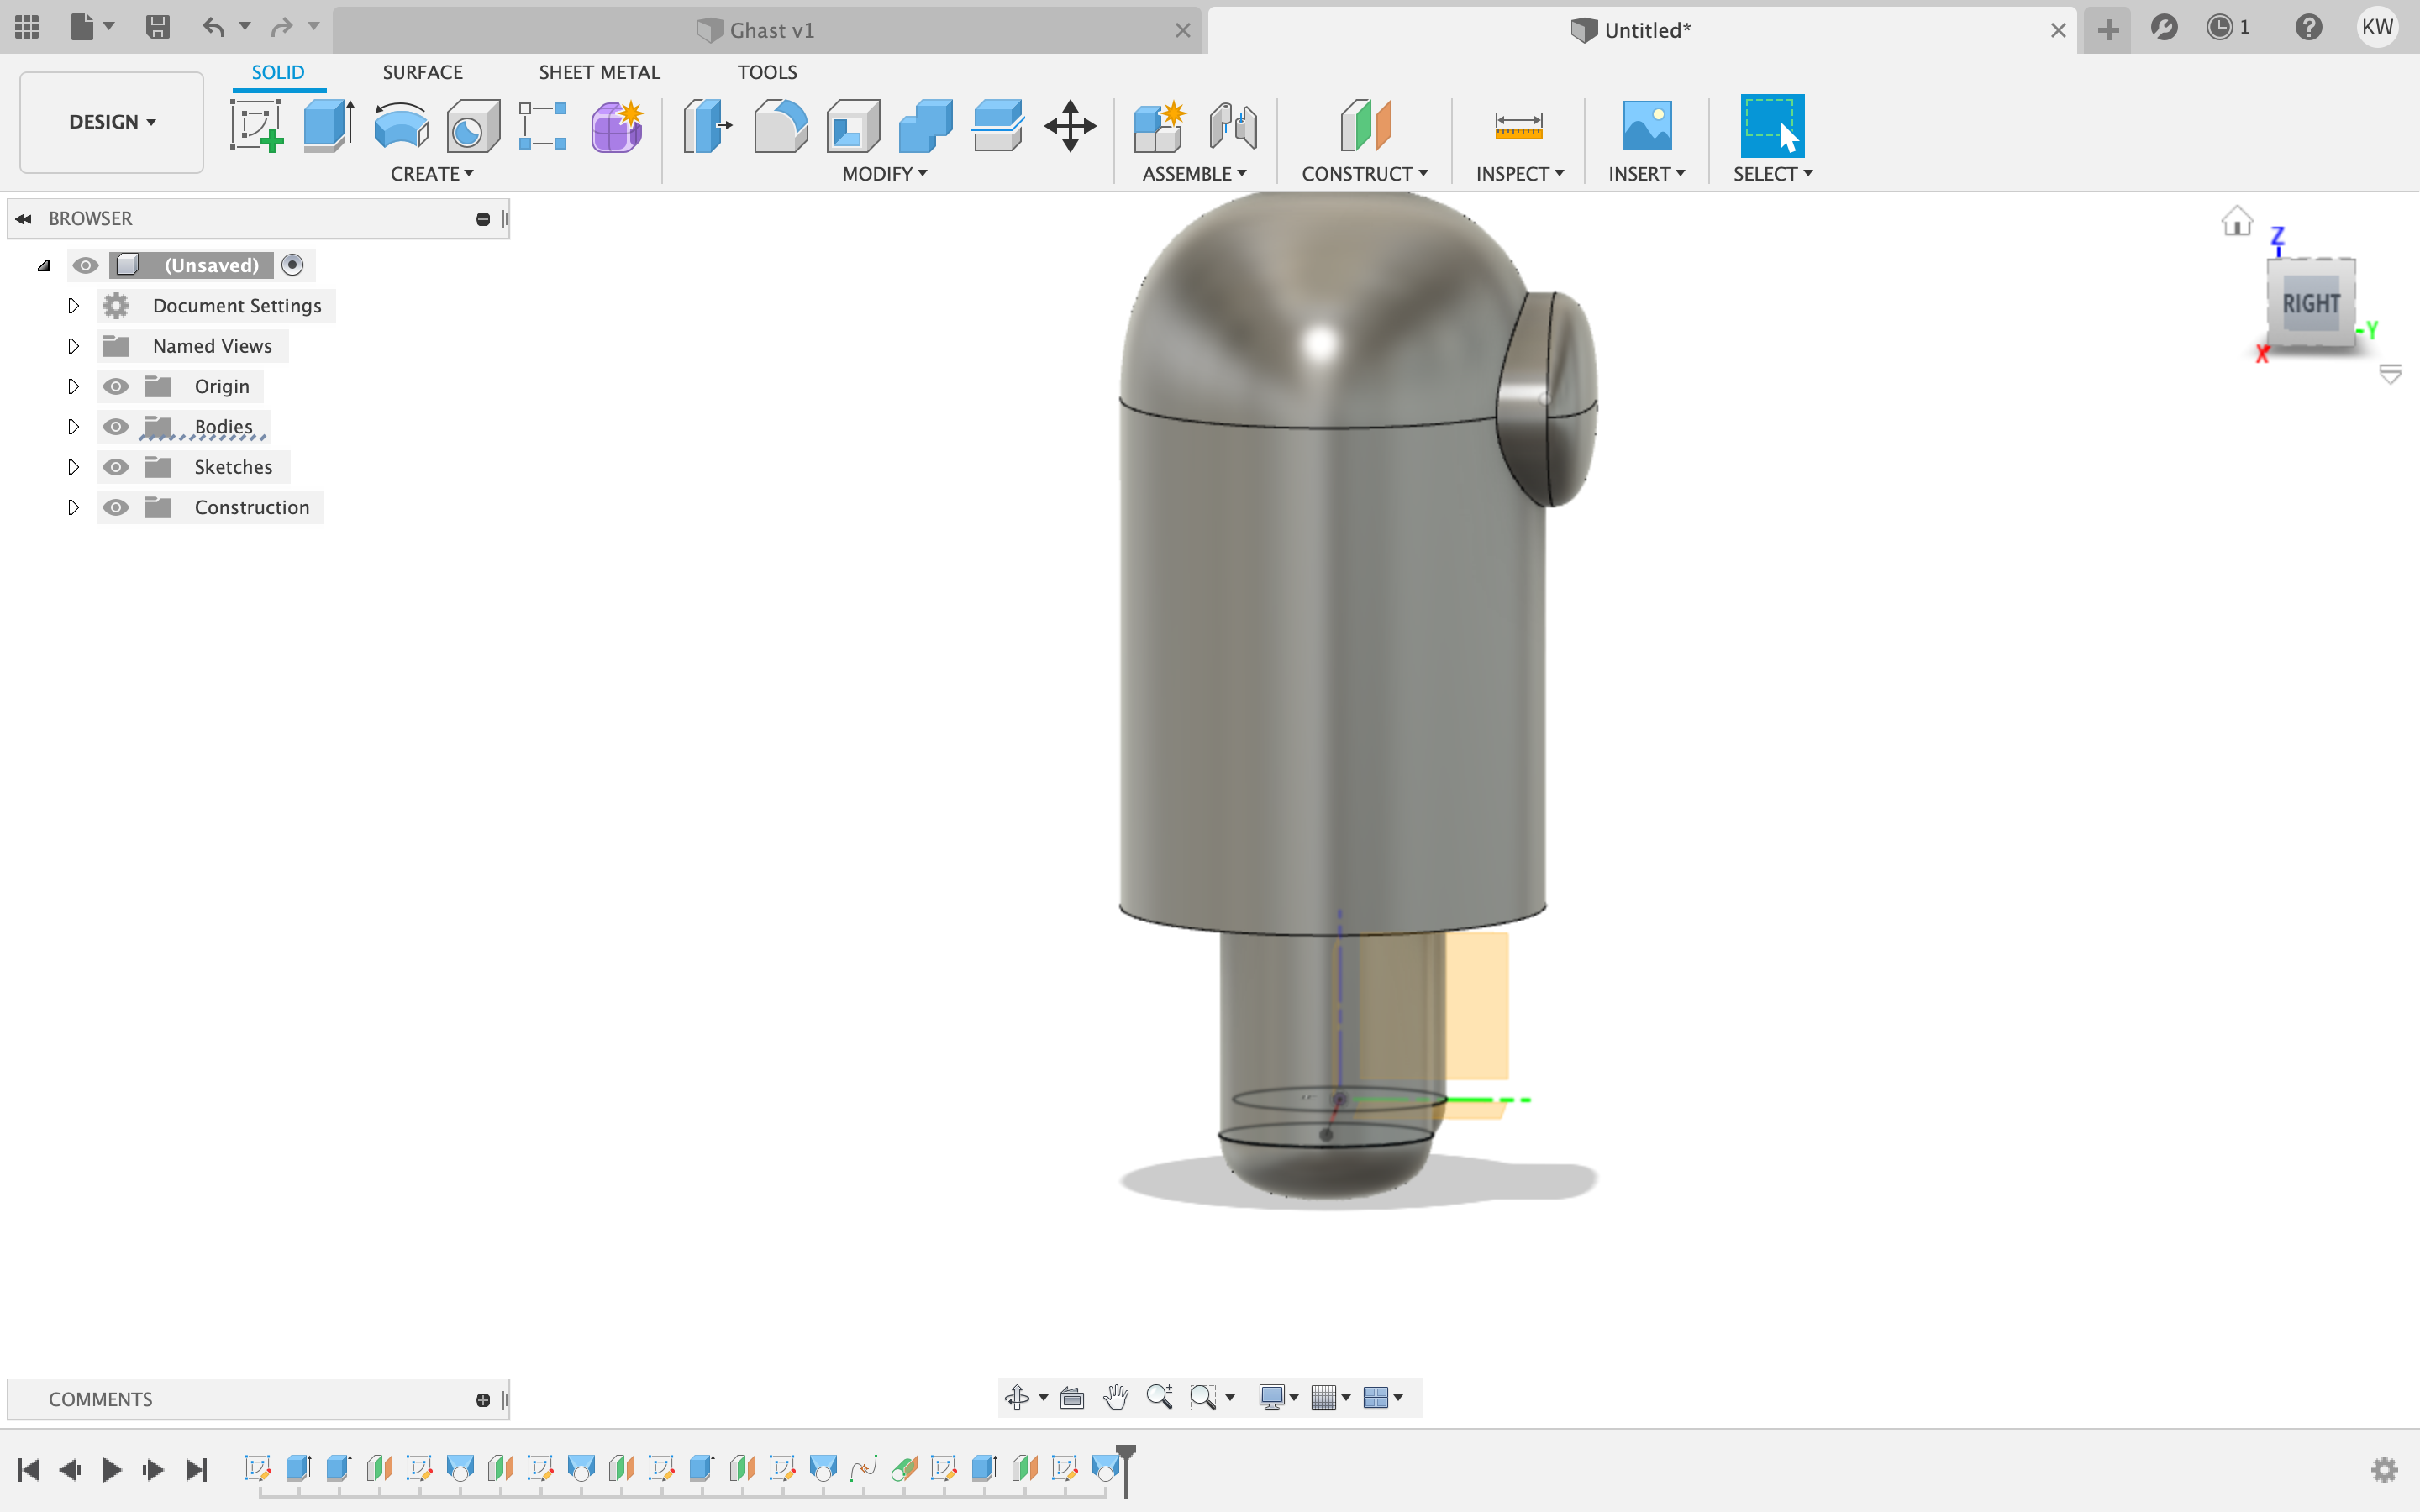 Ghast v1
Untitled*
1
KW
SOLID
SURFACE
SHEET METAL
TOOLS
DESIGN
CREATE
MODIFY
ASSEMBLE
CONSTRUCT
INSPECT
INSERT
SELECT
BROWSER
(Unsaved)
Document Settings
Named Views
Origin
Bodies
Sketches
Construction
Z
RIGHT
-Y
X
COMMENTS